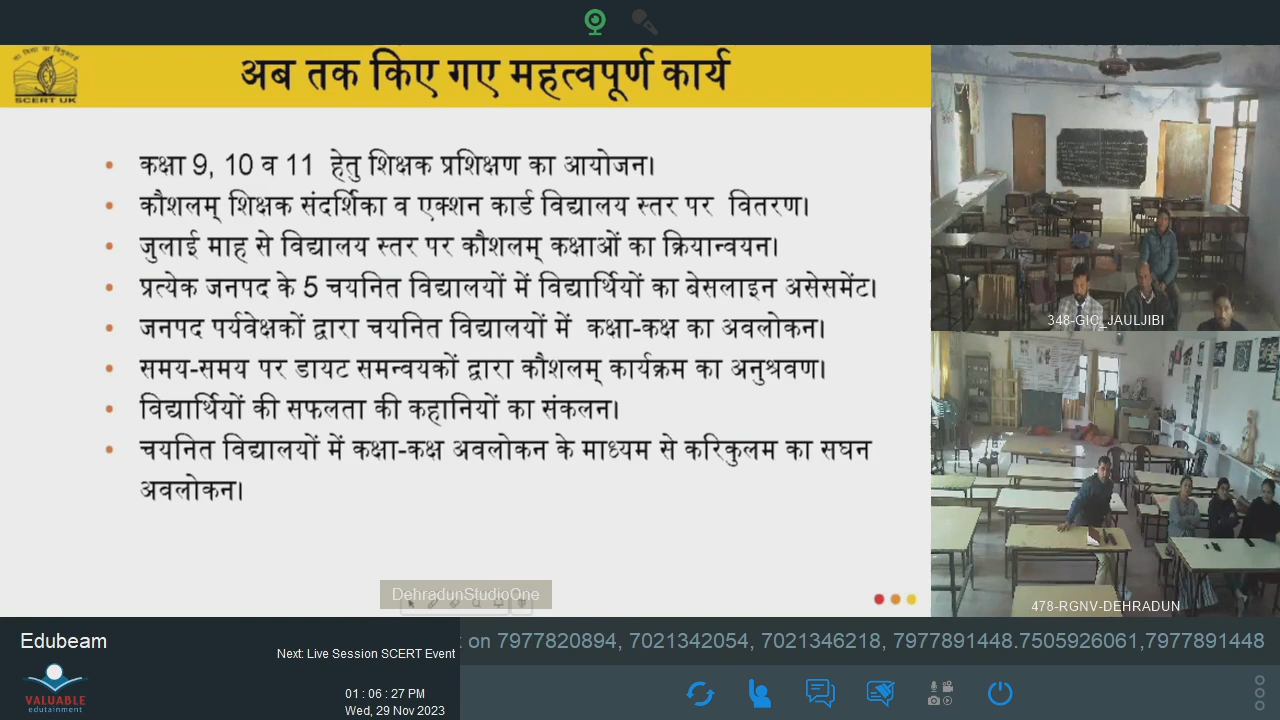 अब तक किए गए महत्वपूर्ण कार्य
SCERT UK
• कक्षा 9, 10 व 11 हेतु शिक्षक प्रशिक्षण का आयोजन।
• कौशलम् शिक्षक संदर्शिका व एक्शन कार्ड विद्यालय स्तर पर वितरण।
• जुलाई माह से विद्यालय स्तर पर कौशलम् कक्षाओं का क्रियान्वयन।
• प्रत्येक जनपद के 5 चयनित विद्यालयों में विद्यार्थियों का बेसलाइन असेसमेंट।
• जनपद पर्यवेक्षकों द्वारा चयनित विद्यालयों में कक्षा-कक्ष का अवलोकन।
• समय-समय पर डायट समन्वयकों द्वारा कौशलम् कार्यक्रम का अनुश्रवण।
• विद्यार्थियों की सफलता की कहानियों का संकलन।
• चयनित विद्यालयों में कक्षा-कक्ष अवलोकन के माध्यम से करिकुलम का सघन
अवलोकन।
DehradunStudioOne
348-GIC_JAULJIBI
478-RGNV-DEHRADUN
Edubeam
Next: Live Session SCERT Event
on 7977820894, 7021342054, 7021346218, 7977891448.7505926061,7977891448
VALUABLE
edutainment
01 : 06 : 27 PM
Wed, 29 Nov 2023